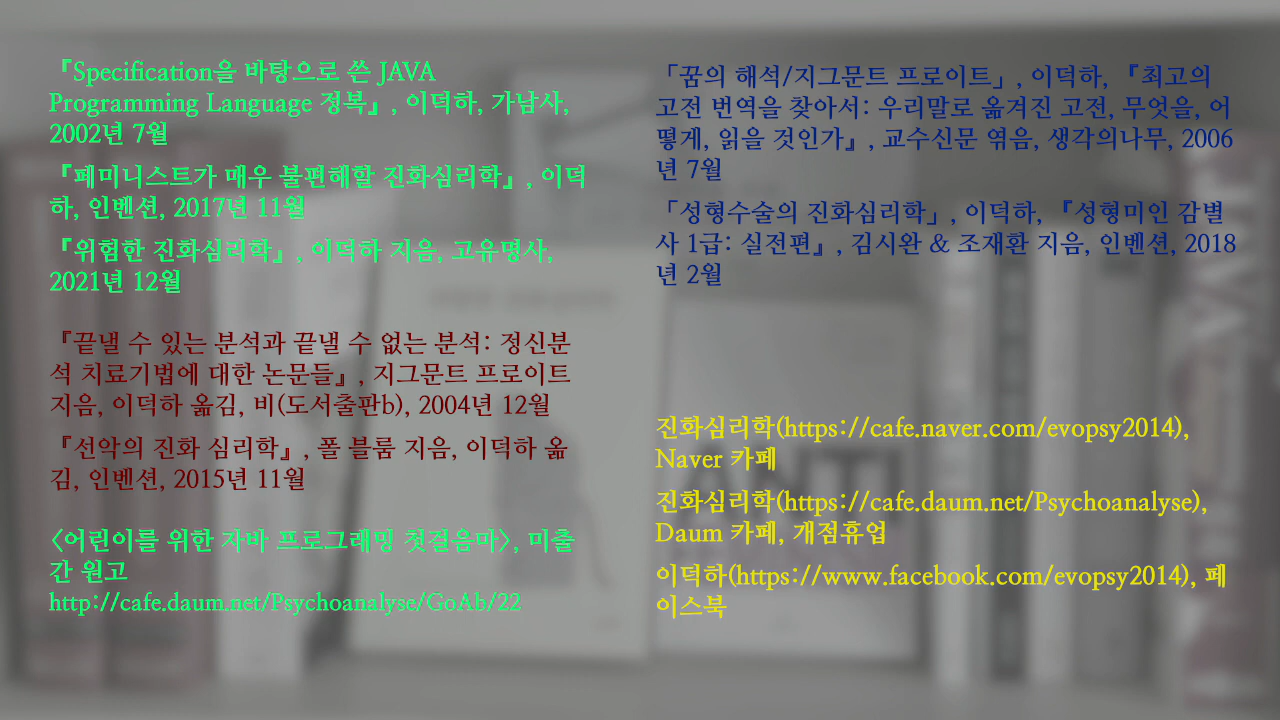 『Specification을 바탕으로 쓴 JAVA
Programming Language 정복』, 이덕하, 가남사,
2002년 7월
『페미니스트가 매우 불편해할 진화심리학』, 이덕
하, 인벤션, 2017년 11월
『위험한 진화심리학』, 이덕하 지음, 고유명사,
2021년 12월
『끝낼 수 있는 분석과 끝낼 수 없는 분석: 정신분
석 치료기법에 대한 논문들』, 지그문트 프로이트
지음, 이덕하 옮김, 비(도서출판b), 2004년 12월
『선악의 진화 심리학』, 폴 블룸 지음, 이덕하 옮
김, 인벤션, 2015년 11월
〈어린이를 위한 자바 프로그래밍 첫걸음마〉, 미출
간 원고
http://cafe.daum.net/Psychoanalyse/GoAb/22
「꿈의 해석/지그문트 프로이트」, 이덕하, 『최고의
고전 번역을 찾아서: 우리말로 옮겨진 고전, 무엇을, 어
떻게, 읽을 것인가』, 교수신문 엮음, 생각의나무, 2006
년 7월
「성형수술의 진화심리학」, 이덕하, 『성형미인 감별
사 1급: 실전편』, 김시완 & 조재환 지음, 인벤션, 2018
년 2월
진화심리학(https://cafe.naver.com/evopsy2014),
Naver 카페
진화심리학(https://cafe.daum.net/Psychoanalyse),
Daum 카페, 개점휴업
이덕하(https://www.facebook.com/evopsy2014), 페
이스북